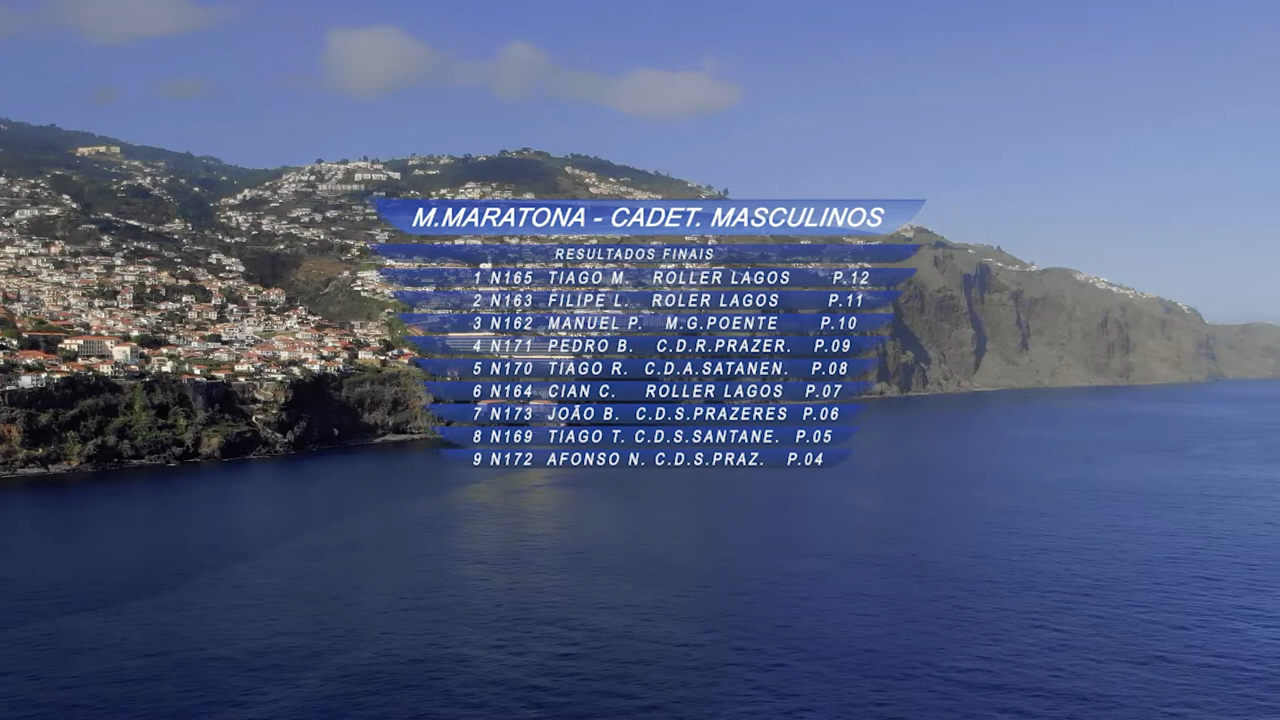 M.MARATONA - CADET. MASCULINOS
RESULTADOS FINAIS
1 N165 TIAGO M. ROLLER LAGOS P.12
2 N163 FILIPE L. ROLER LAGOS P.11
3 N162 MANUEL P. M.G.POENTE P.10
4 N171 PEDRO B. C.D.R.PRAZER. P.09
5 N170 TIAGO R. C.D.A.SATANEN. P.08
6 N164 CIAN C. ROLLER LAGOS P.07
7 N173 JOÃO B. C.D.S.PRAZERES P.06
8 N169 TIAGO T. C.D.S.SANTANE. P.05
9 N172 AFONSO N. C.D.S.PRAZ. P.04